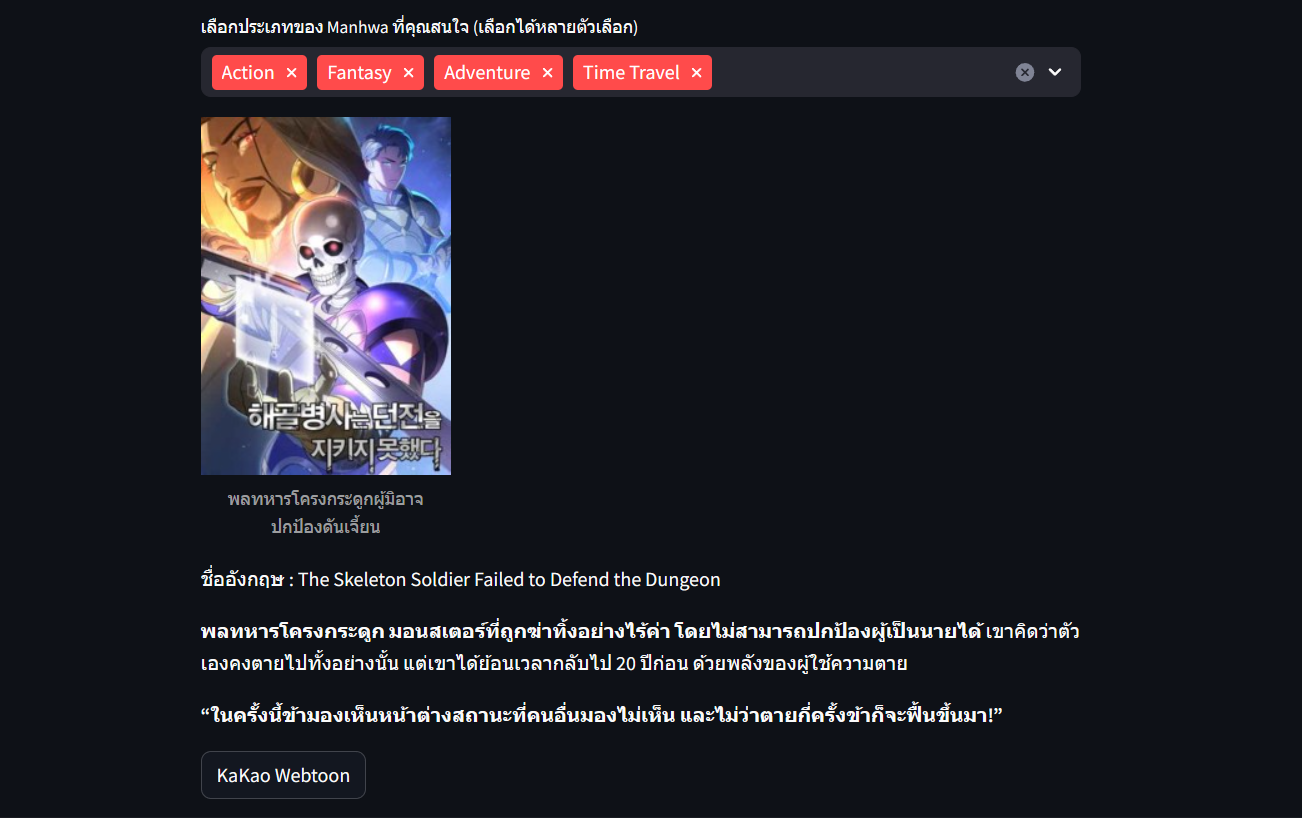 เลือกประเภทของ Manhwa ที่คุณสนใจ (เลือกได้หลายตัวเลือก)
Action × Fantasy × Adventure × Time Travel ×
해골병사는던전을
지키지못했다
พลทหารโครงกระดูกผู้มิอาจ
ปกป้องดันเจี้ยน
ชื่ออังกฤษ : The Skeleton Soldier Failed to Defend the Dungeon
พลทหารโครงกระดูก มอนสเตอร์ที่ถูกฆ่าทิ้งอย่างไร้ค่า โดยไม่สามารถปกป้องผู้เป็นนายได้ เขาคิดว่าตัว
เองคงตายไปทั้งอย่างนั้น แต่เขาได้ย้อนเวลากลับไป 20 ปีก่อน ด้วยพลังของผู้ใช้ความตาย
“ในครั้งนี้ข้ามองเห็นหน้าต่างสถานะที่คนอื่นมองไม่เห็น และไม่ว่าตายกี่ครั้งข้าก็จะฟื้นขึ้นมา!”
KaKao Webtoon